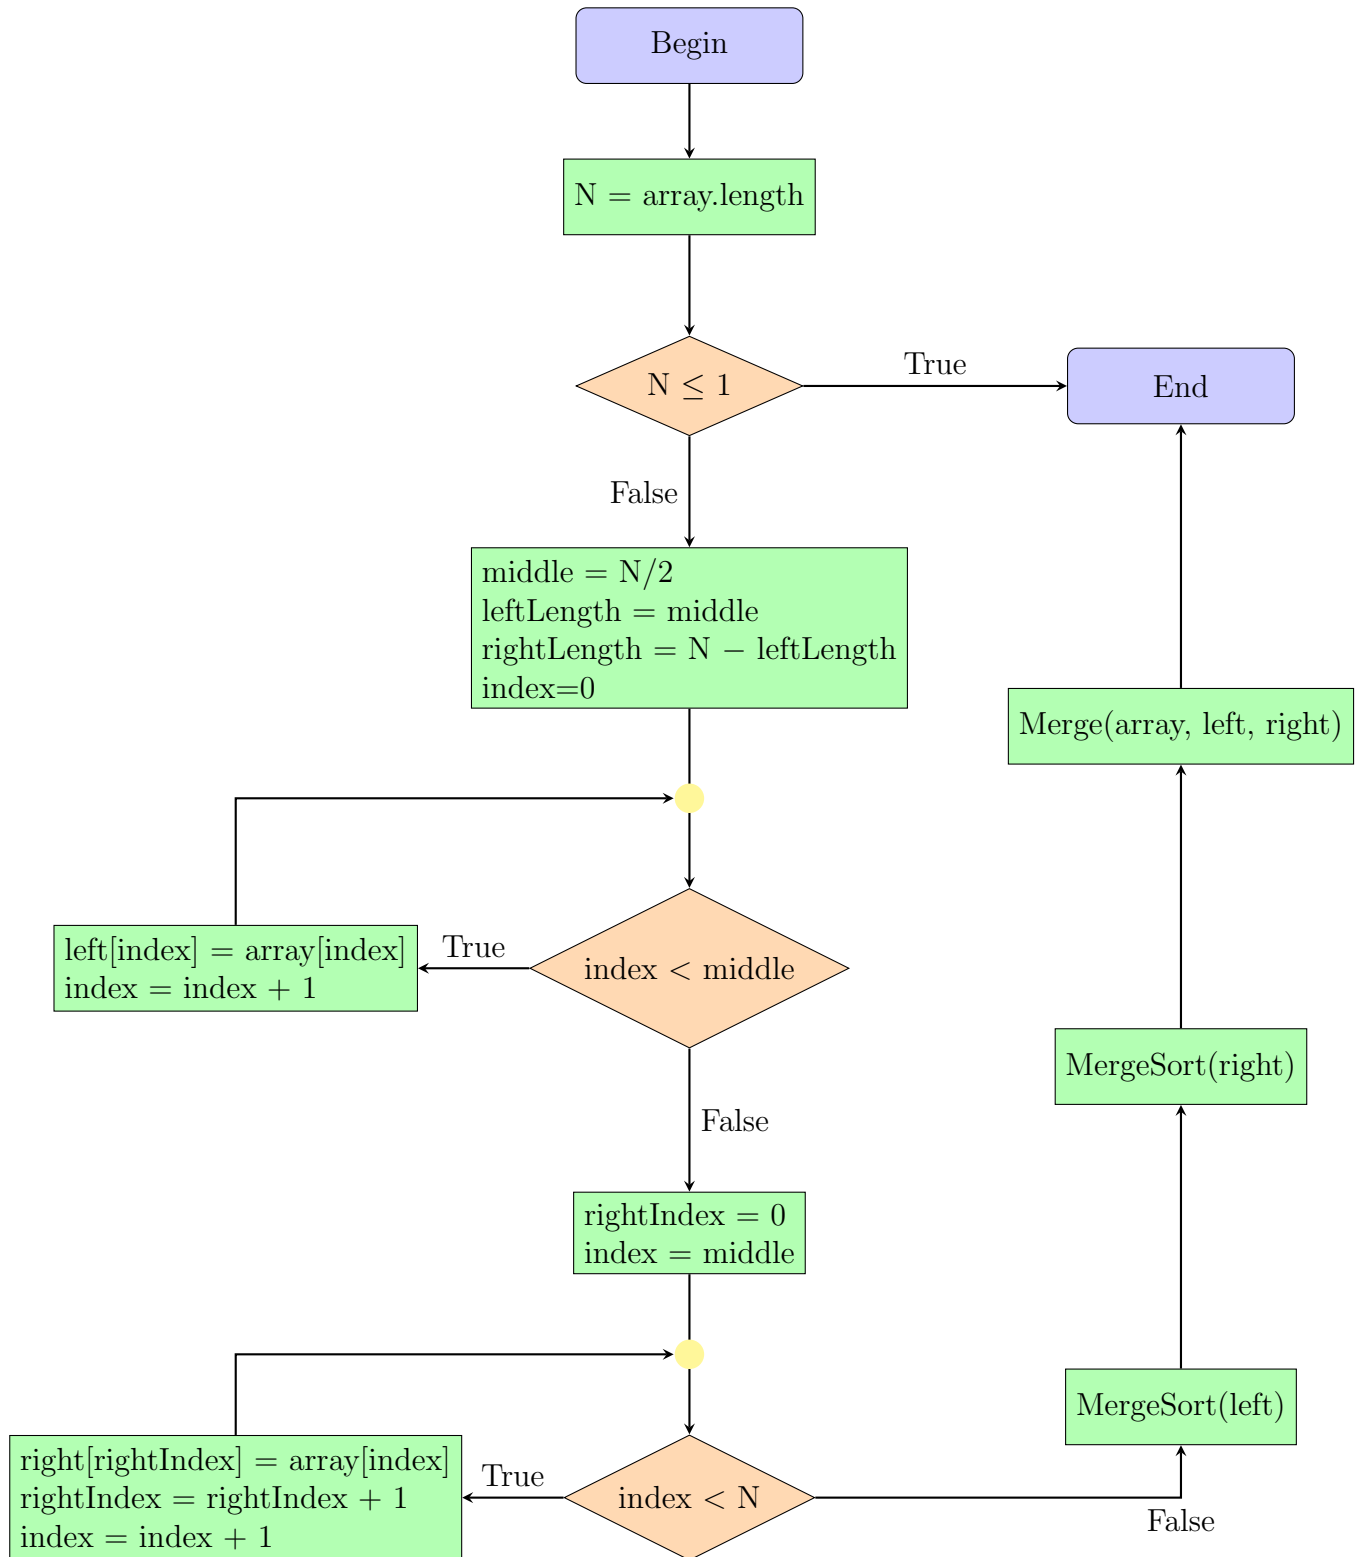 Begin
N = array.length
N ≤ 1
True
End
False
middle = N/2
leftLength = middle
rightLength = N − leftLength
index=0
Merge(array, left, right)
left[index] = array[index]
index = index + 1
True
index < middle
MergeSort(right)
False
rightIndex = 0
index = middle
MergeSort(left)
right[rightIndex] = array[index]
rightIndex = rightIndex + 1
index = index + 1
True
index < N
False